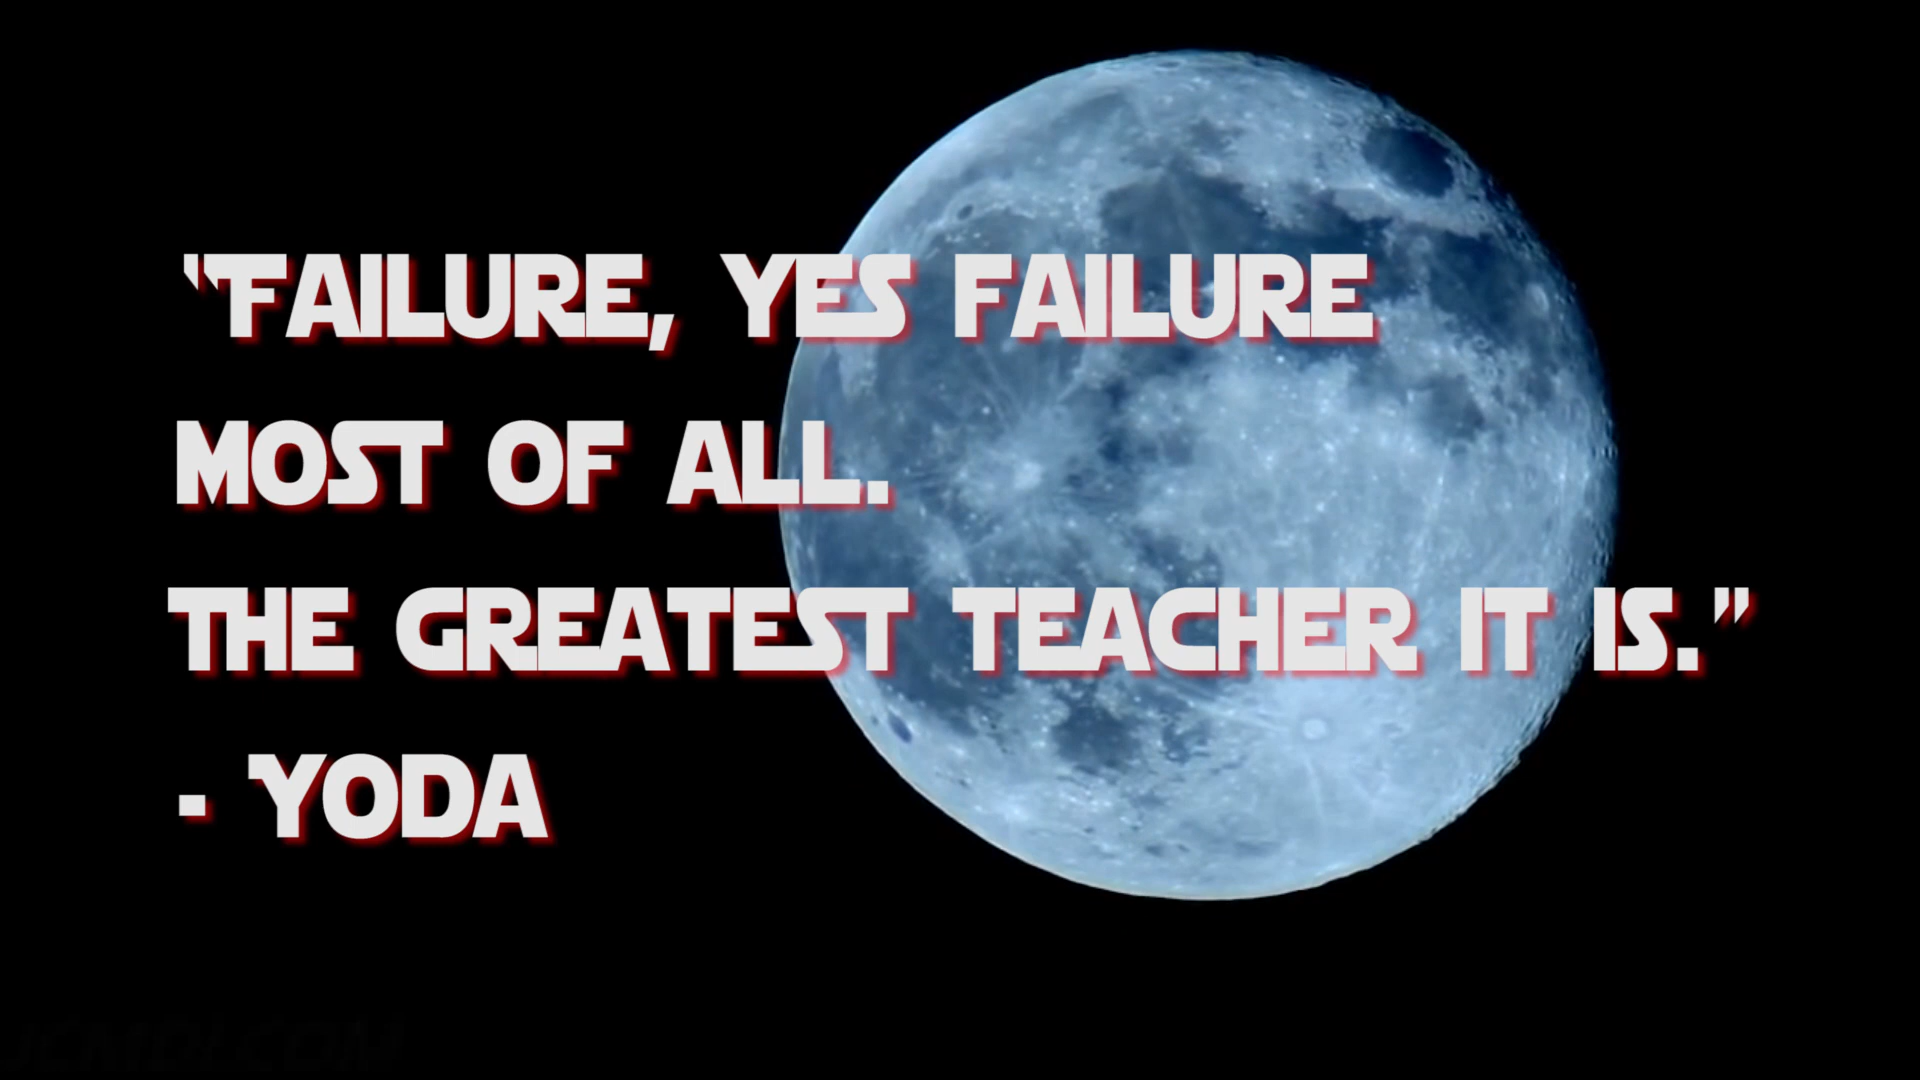 “Failure, yes failure
most of all.
The greatest teacher it is.”
- Yoda